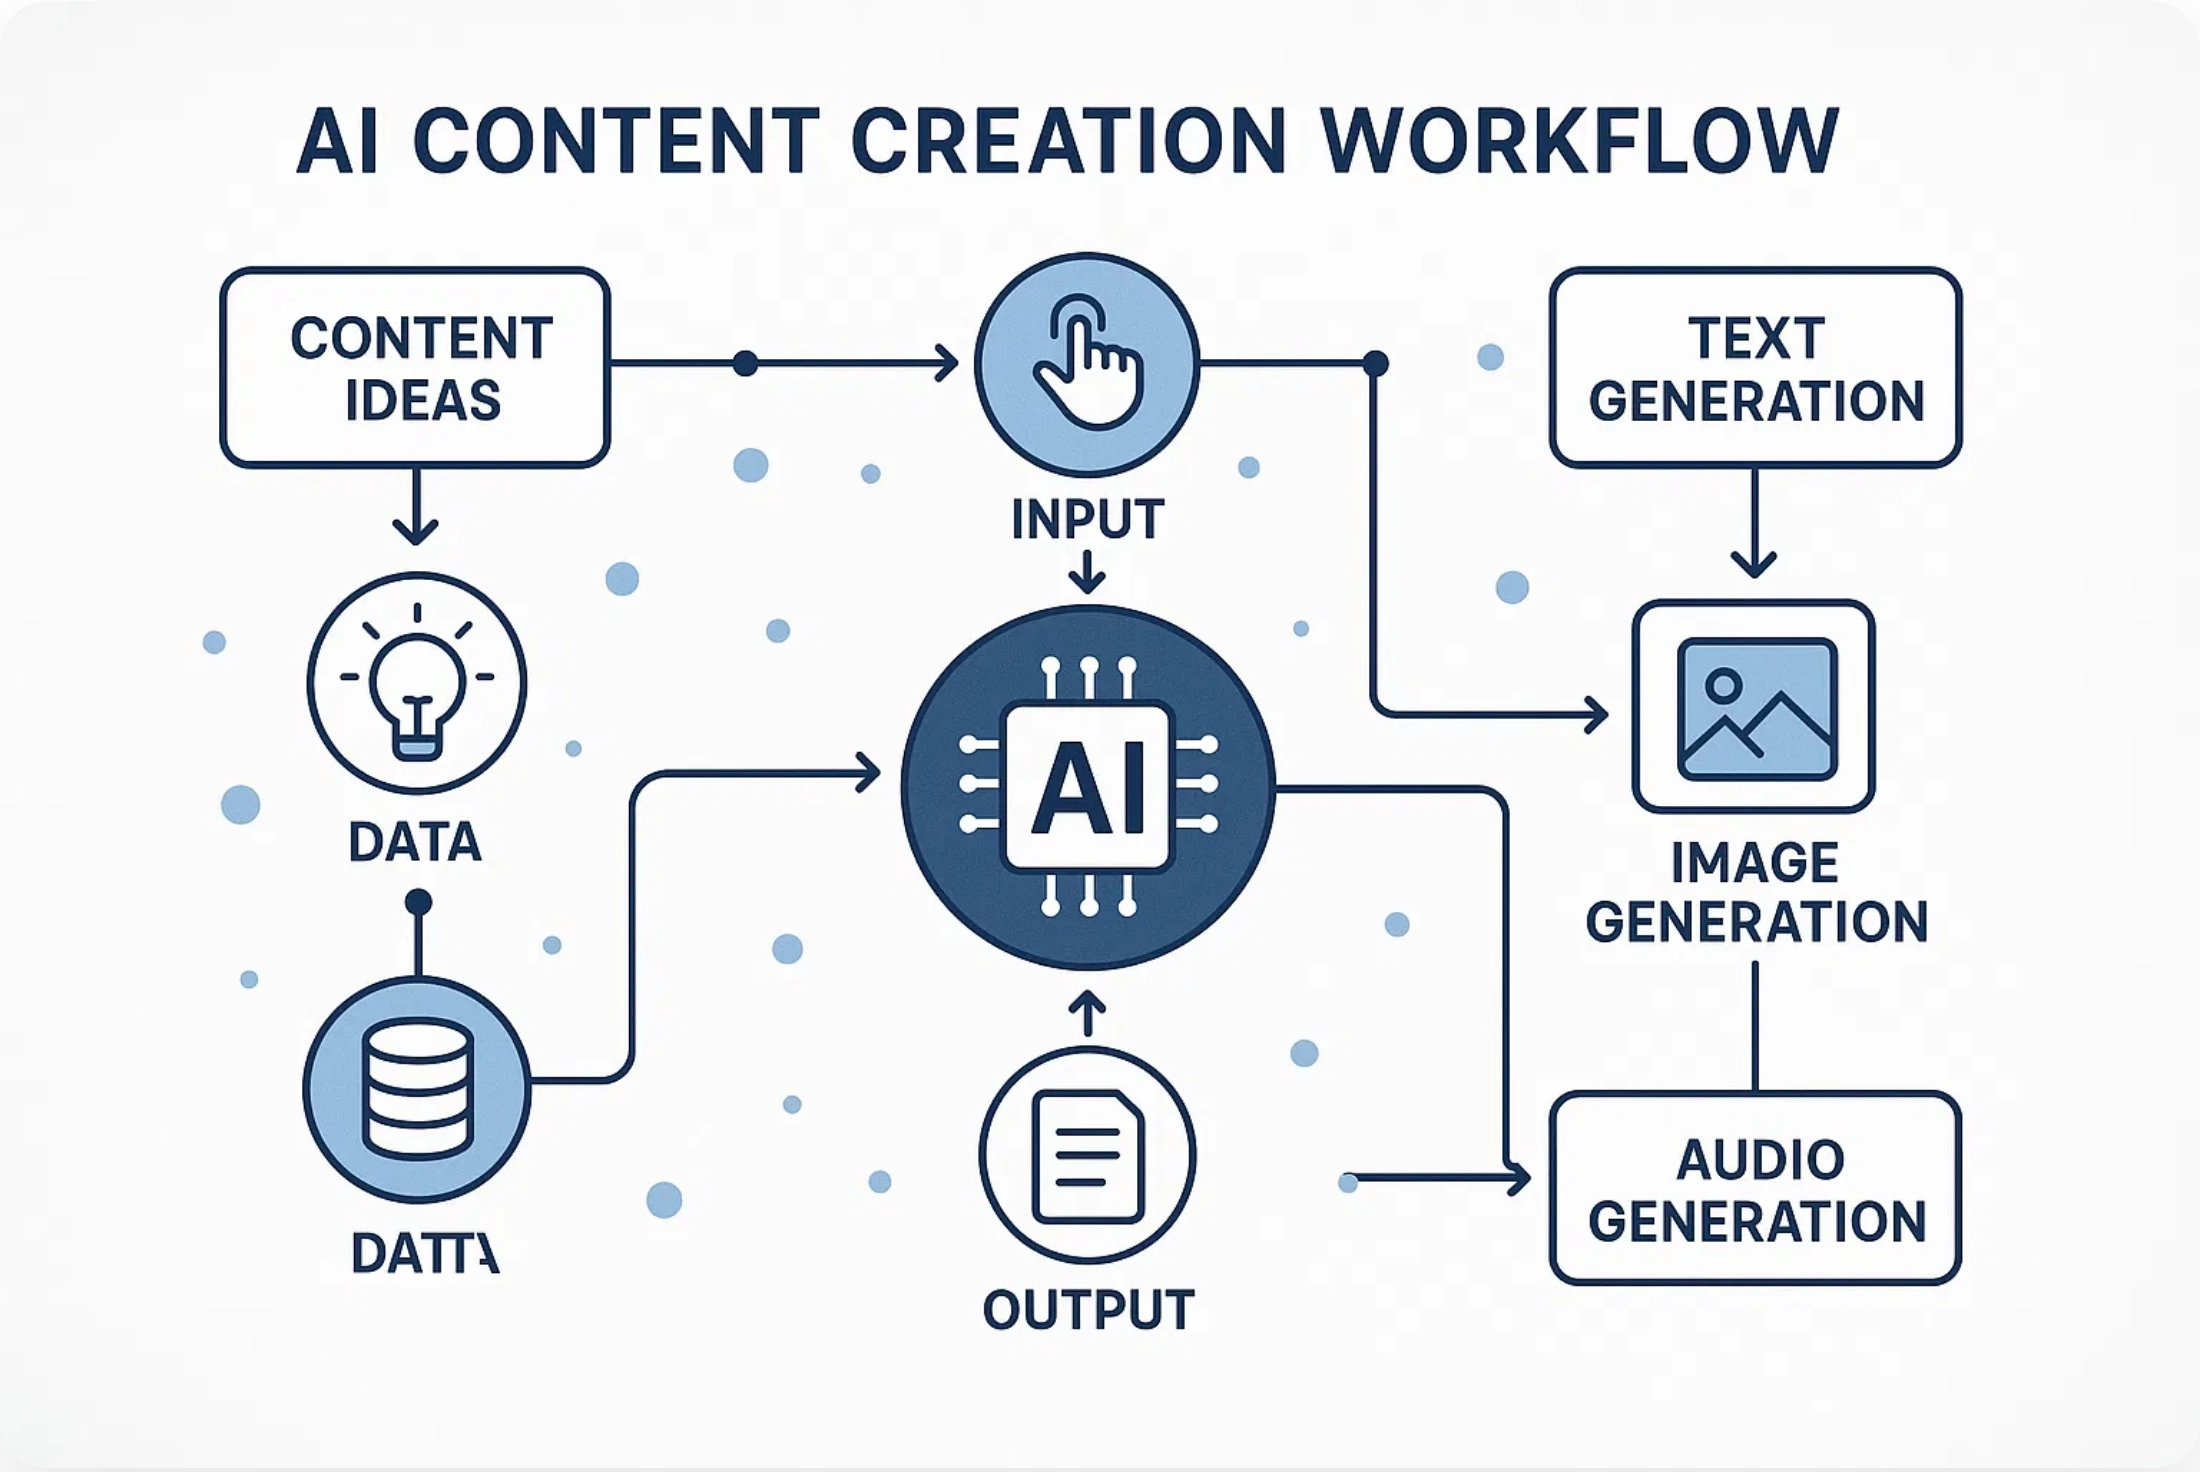 AI CONTENT CREATION WORKFLOW
CONTENT
IDEAS
INPUT
TEXT
GENERATION
DATA
AI
IMAGE
GENERATION
DATTA
OUTPUT
AUDIO
GENERATION